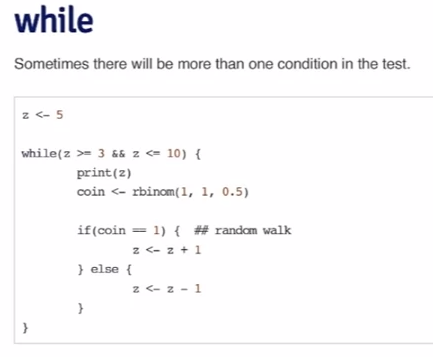 while
Sometimes there will be more than one condition in the test.
z <- 5
while(z >= 3 && z <= 10) {
print(z)
coin <- rbinom(1, 1, 0.5)
if(coin == 1) { ## random walk
z <- z + 1
} else {
z <- z - 1
}
}